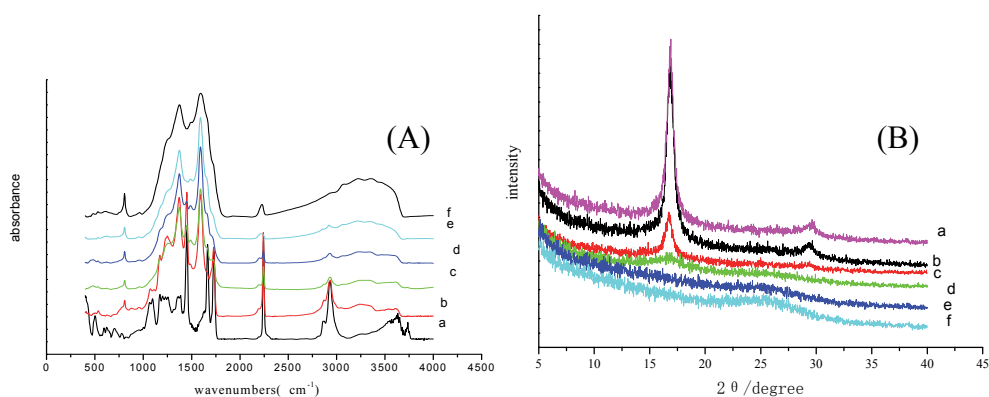 (A)
absorbance
f
e
d
c
b
a
0 500 1000 1500 2000 2500 3000 3500 4000 4500
wavenumbers( cm-1)
(B)
intensity
a
b
c
d
e
f
5 10 15 20 25 30 35 40 45
2 θ/degree